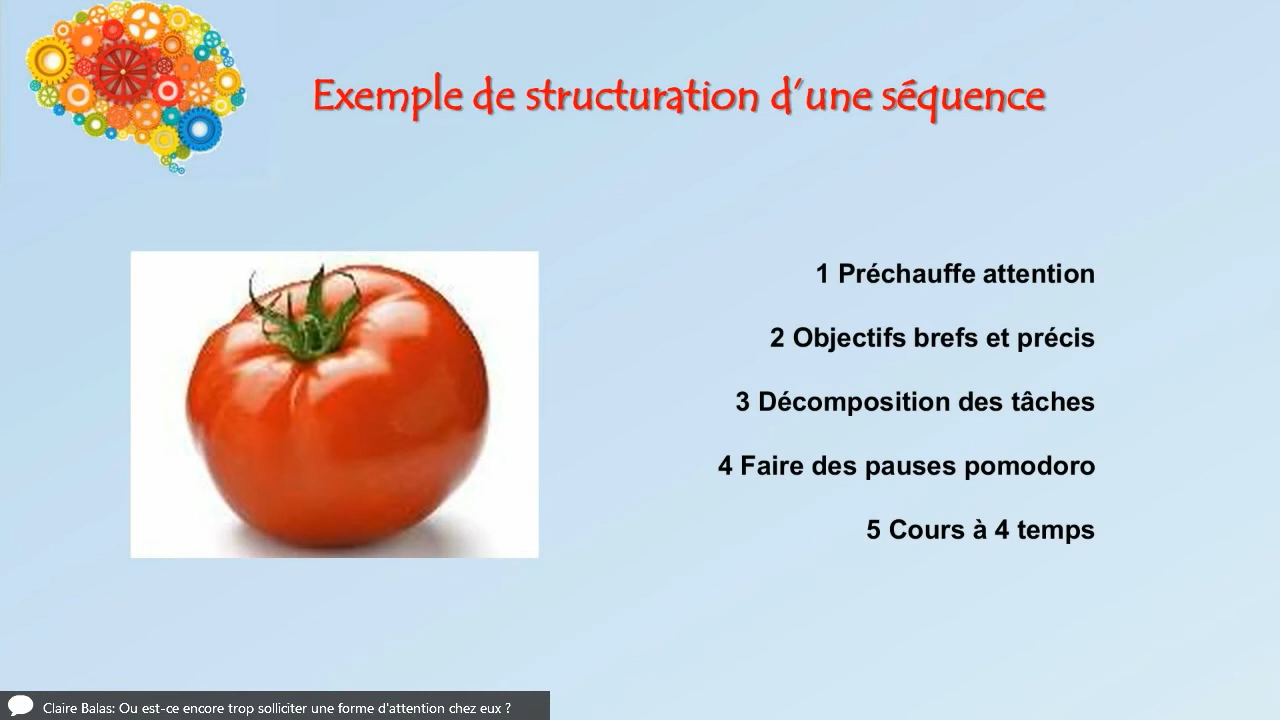 Exemple de structuration d'une séquence
1 Préchauffe attention
2 Objectifs brefs et précis
3 Décomposition des tâches
4 Faire des pauses pomodoro
5 Cours à 4 temps
Claire Balas: Ou est-ce encore trop solliciter une forme d'attention chez eux ?